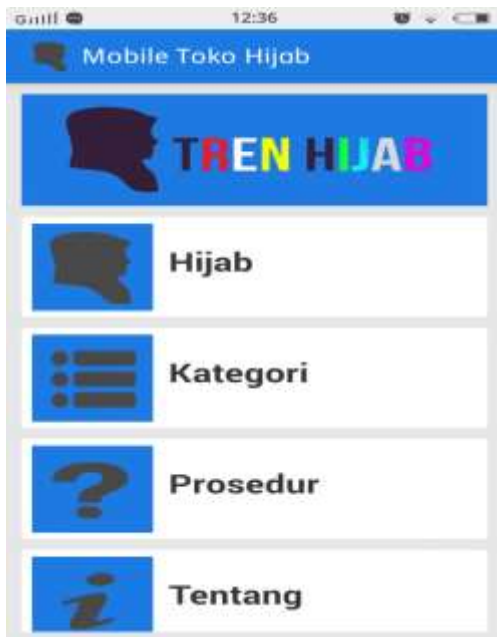 12:36
Mobile Toko Hijab
TREN HIJAB
Hijab
Kategori
Prosedur
Tentang